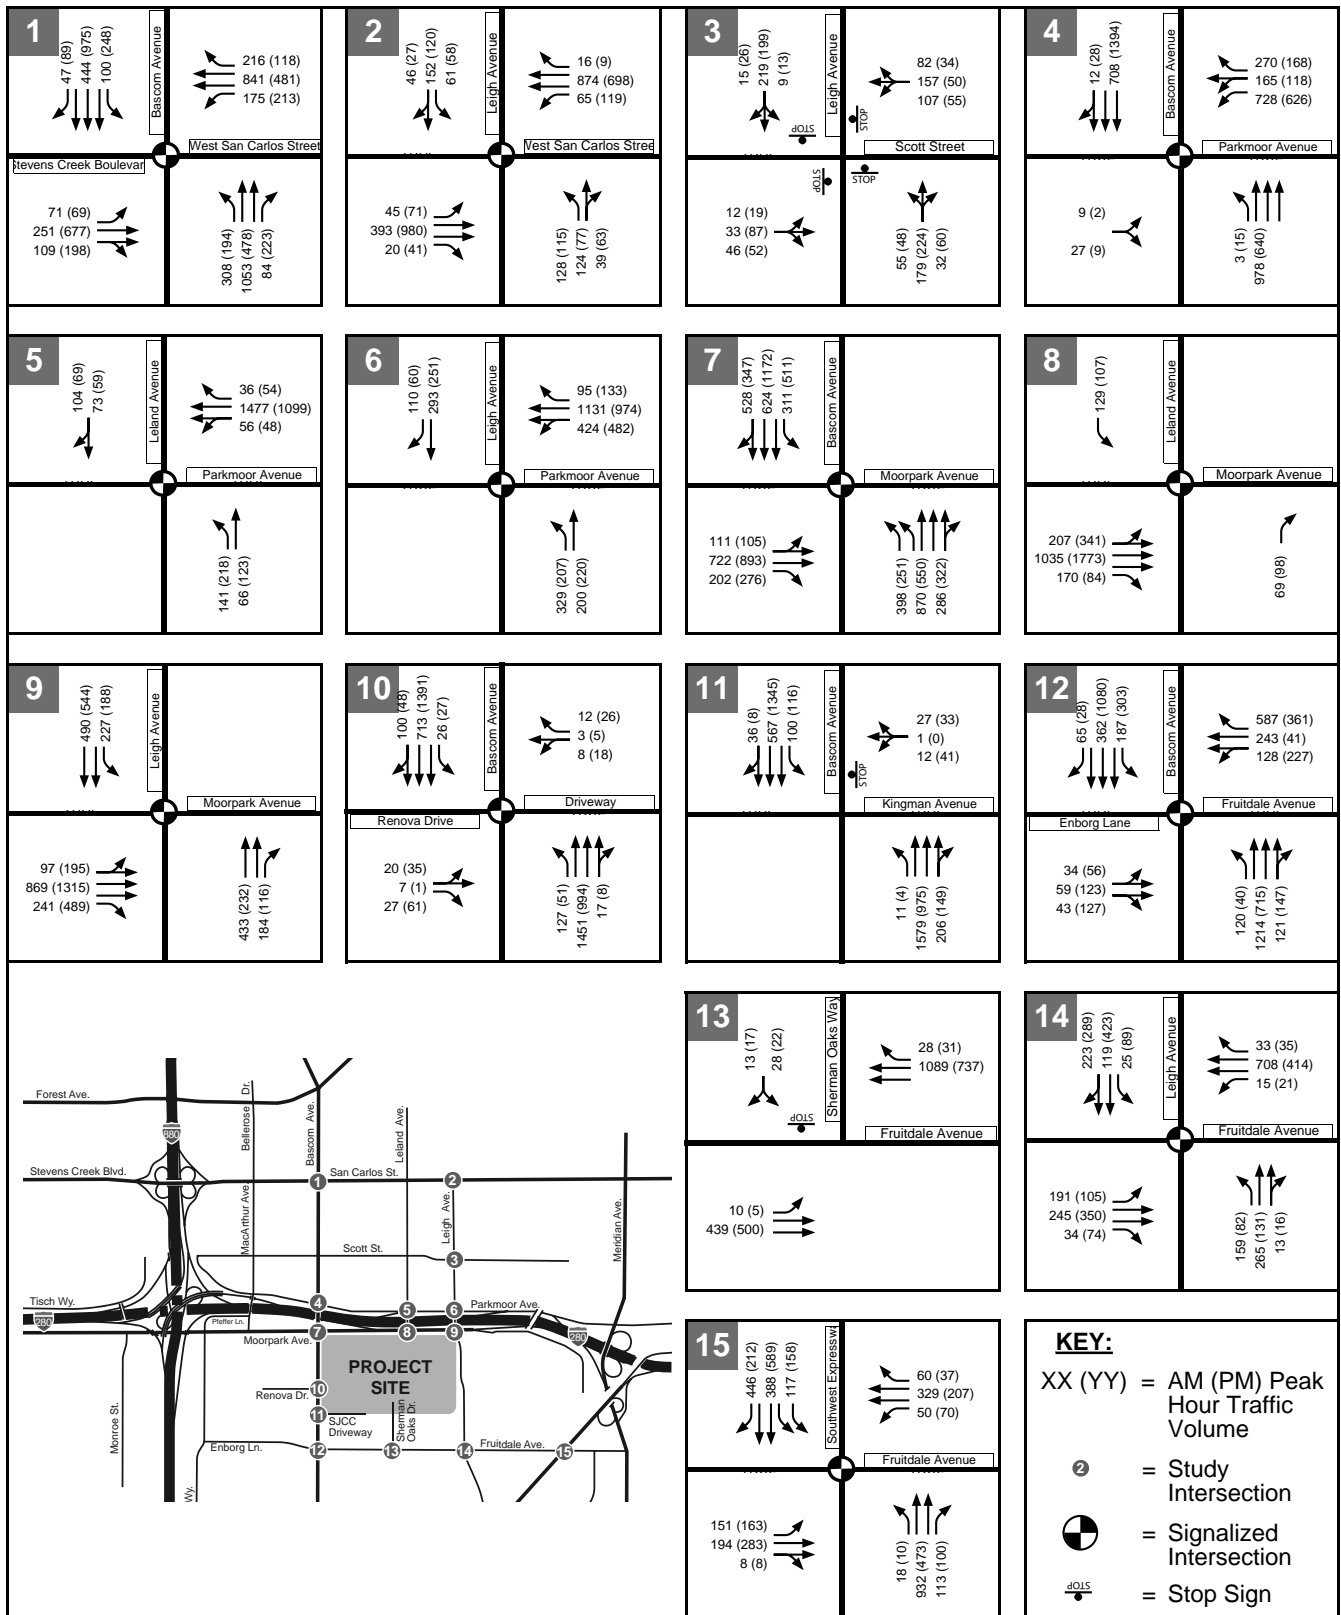 1
47 (89)
444 (975)
100 (248)
Bascom Avenue
216 (118)
841 (481)
175 (213)
West San Carlos Street
Stevens Creek Boulevar
71 (69)
251 (677)
109 (198)
308 (194)
1053 (478)
84 (223)
2
46 (27)
152 (120)
61 (58)
Leigh Avenue
16 (9)
874 (698)
65 (119)
West San Carlos Stree
45 (71)
393 (980)
20 (41)
128 (115)
124 (77)
39 (63)
3
15 (26)
219 (199)
9 (13)
Leigh Avenue
82 (34)
157 (50)
107 (55)
STOP
STOP
Scott Street
STOP
STOP
12 (19)
33 (87)
46 (52)
55 (48)
179 (224)
32 (60)
4
12 (28)
708 (1394)
Bascom Avenue
270 (168)
165 (118)
728 (626)
Parkmoor Avenue
9 (2)
27 (9)
3 (15)
978 (640)
5
104 (69)
73 (59)
Leland Avenue
36 (54)
1477 (1099)
56 (48)
Parkmoor Avenue
141 (218)
66 (123)
6
110 (60)
293 (251)
Leigh Avenue
95 (133)
1131 (974)
424 (482)
Parkmoor Avenue
329 (207)
200 (220)
7
528 (347)
624 (1172)
311 (511)
Bascom Avenue
Moorpark Avenue
111 (105)
722 (893)
202 (276)
398 (251)
870 (550)
286 (322)
8
129 (107)
Leland Avenue
Moorpark Avenue
207 (341)
1035 (1773)
170 (84)
69 (98)
9
490 (544)
227 (188)
Leigh Avenue
Moorpark Avenue
97 (195)
869 (1315)
241 (489)
433 (232)
184 (116)
10
100 (48)
713 (1391)
26 (27)
Bascom Avenue
12 (26)
3 (5)
8 (18)
Driveway
Renova Drive
20 (35)
7 (1)
27 (61)
127 (51)
1451 (994)
17 (8)
11
36 (8)
567 (1345)
100 (116)
Bascom Avenue
27 (33)
1 (0)
12 (41)
STOP
Kingman Avenue
11 (4)
1579 (975)
206 (149)
12
65 (28)
362 (1080)
187 (303)
Bascom Avenue
587 (361)
243 (41)
128 (227)
Fruitdale Avenue
Enborg Lane
34 (56)
59 (123)
43 (127)
120 (40)
1214 (715)
121 (147)
13
13 (17)
28 (22)
Sherman Oaks Way
28 (31)
1089 (737)
STOP
Fruitdale Avenue
10 (5)
439 (500)
14
223 (289)
119 (423)
25 (89)
Leigh Avenue
33 (35)
708 (414)
15 (21)
Fruitdale Avenue
191 (105)
245 (350)
34 (74)
159 (82)
265 (131)
13 (16)
Forest Ave.
880
Bellerose Dr.
Bascom Ave.
Leland Ave.
Stevens Creek Blvd.
San Carlos St.
1
2
MacArthur Ave.
Leigh Ave.
Meridian Ave.
Scott St.
3
Tisch Wy.
280
4
5
6
Parkmoor Ave.
Pfeffer Ln.
Moorpark Ave.
7
8
9
280
PROJECT
SITE
Renova Dr.
10
11
SJCC
Driveway
Sherman
Oaks Dr.
Monroe St.
Enborg Ln.
12
13
14
Fruitdale Ave.
15
Wy.
15
446 (212)
388 (589)
117 (158)
Southwest Expressw
60 (37)
329 (207)
50 (70)
Fruitdale Avenue
151 (163)
194 (283)
8 (8)
18 (10)
932 (473)
113 (100)
KEY:
XX (YY) = AM (PM) Peak
Hour Traffic
Volume
2 = Study
Intersection
= Signalized
Intersection
STOP = Stop Sign